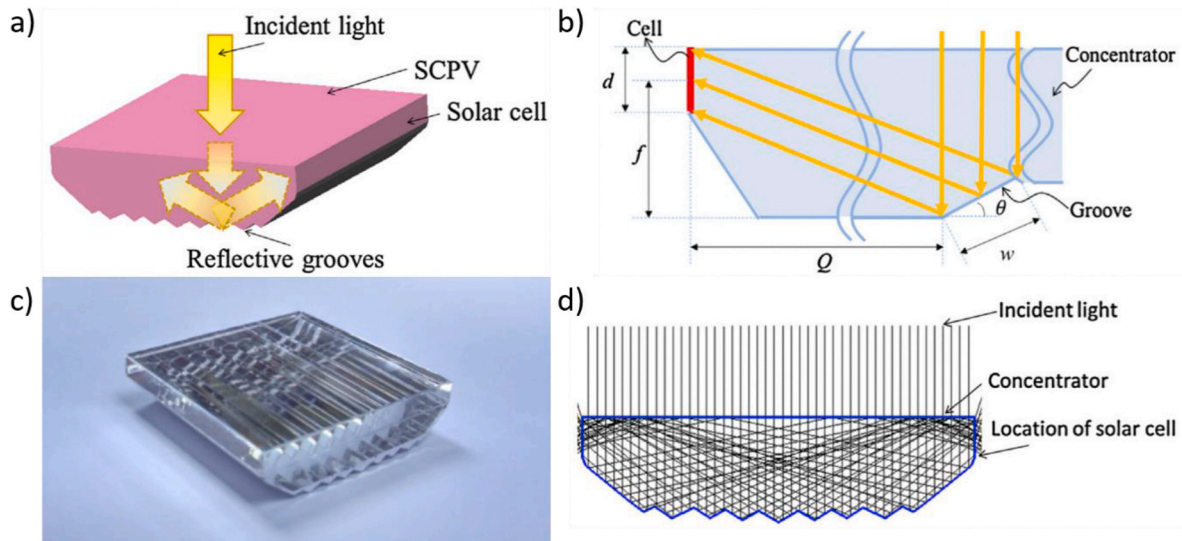 a)
Incident light
SCPV
Solar cell
Reflective grooves
b)
Cell
Concentrator
d
f
θ
Groove
Q
w
c)
d)
Incident light
Concentrator
Location of solar cell